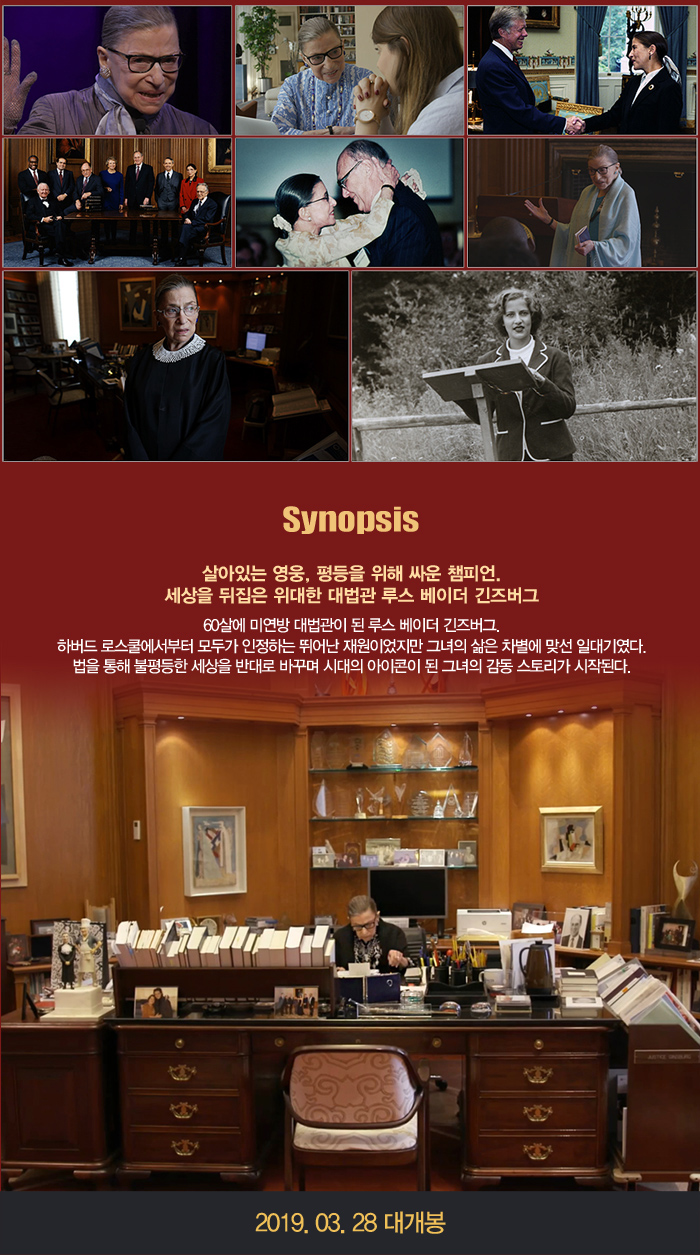 Synopsis
살아있는 영웅, 평등을 위해 싸운 챔피언.
세상을 뒤집은 위대한 대법관 루스 베이더 긴즈버그
60살에 미연방 대법관이 된 루스 베이더 긴즈버그.
하버드 로스쿨에서부터 모두가 인정하는 뛰어난 재원이었지만 그녀의 삶은 차별에 맞선 일대기였다.
법을 통해 불평등한 세상을 반대로 바꾸며 시대의 아이콘이 된 그녀의 감동 스토리가 시작된다.
2019. 03. 28 대개봉